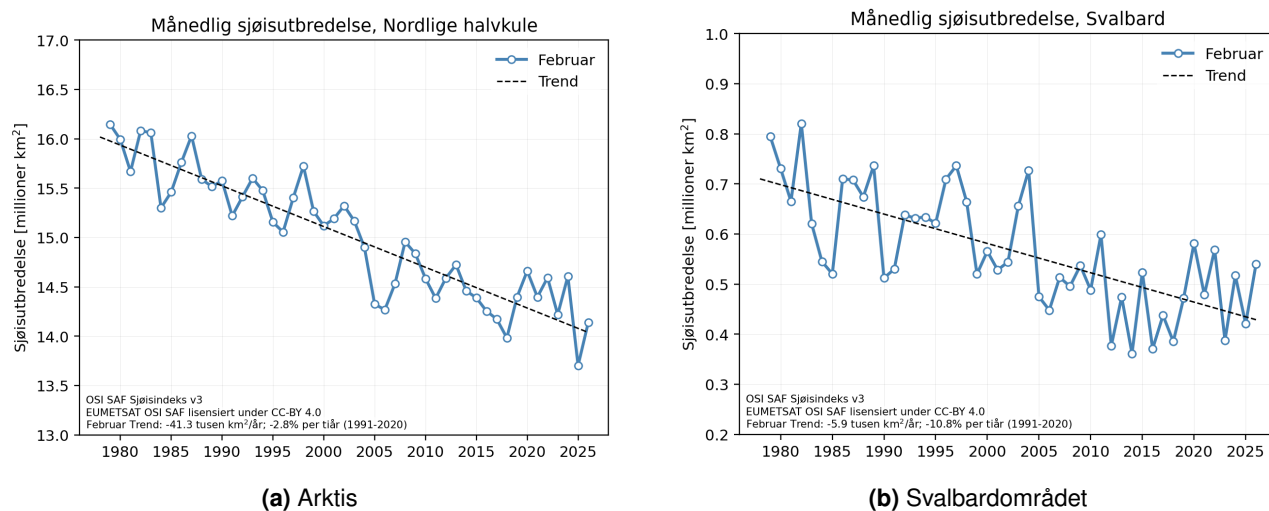 Månedlig sjøisutbredelse, Nordlige halvkule
17.0
16.5
16.0
15.5
15.0
14.5
14.0
13.5
13.0
Sjøisutbredelse [millioner km²]
Februar
Trend
OSI SAF Sjøisindeks v3
EUMETSAT OSI SAF lisensiert under CC-BY 4.0
Februar Trend: -41.3 tusen km²/år; -2.8% per tiår (1991-2020)
1980 1985 1990 1995 2000 2005 2010 2015 2020 2025
(a) Arktis
Månedlig sjøisutbredelse, Svalbard
1.0
0.9
0.8
0.7
0.6
0.5
0.4
0.3
0.2
Sjøisutbredelse [millioner km²]
Februar
Trend
OSI SAF Sjøisindeks v3
EUMETSAT OSI SAF lisensiert under CC-BY 4.0
Februar Trend: -5.9 tusen km²/år; -10.8% per tiår (1991-2020)
1980 1985 1990 1995 2000 2005 2010 2015 2020 2025
(b) Svalbardområdet